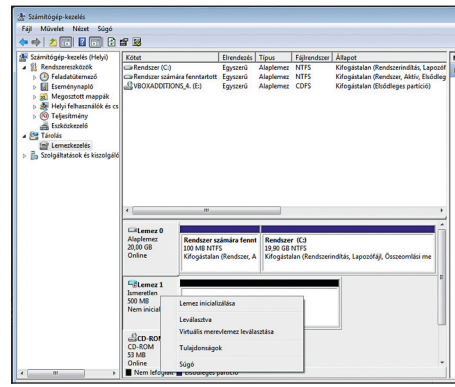 Számítógép-kezelés
Fájl Művelet Nézet Súgó
Számítógép-kezelés (Helyi)
Rendszereszközök
Feladatütemező
Eseménynapló
Megosztott mappák
Helyi felhasználók és cs
Teljesítmény
Eszközkezelő
Tárolás
Lemezkezelés
Szolgáltatások és kiszolgáló
Kötet Elrendezés Típus Fájlrendszer Állapot
Rendszer (C:) Egyszerű Alaplemez NTFS Kifogástalan (Rendszerindítás, Lapozóf
Rendszer számára fenntartott Egyszerű Alaplemez NTFS Kifogástalan (Rendszer, Aktív, Elsődleg
VBOXADDITIONS_4. (E:) Egyszerű Alaplemez CDFS Kifogástalan (Elsődleges partíció)
Lemez 0
Alaplemez
20,00 GB
Online
Rendszer számára fennt
100 MB NTFS
Kifogástalan (Rendszer, A
Rendszer (C:)
19,90 GB NTFS
Kifogástalan (Rendszerindítás, Lapozófájl, Összeomlási me
Lemez 1
Ismeretlen
500 MB
Nem inicial
Lemez inicializálása
Leválasztva
Virtuális merevlemez leválasztása
Tulajdonságok
Súgó
CD-ROM
CD-ROM
53 MB
Online
Nem lefoglalt Elsődleges partíció